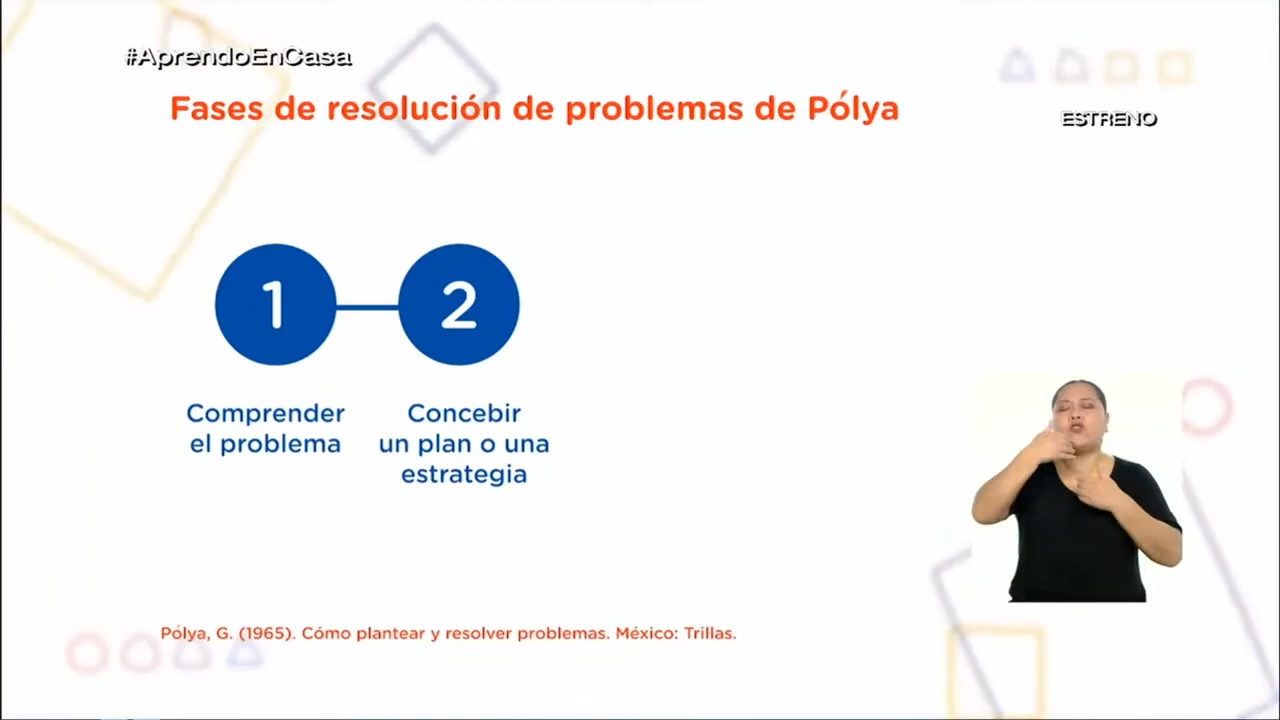 #AprendoEnCasa
Fases de resolución de problemas de Pólya
ESTRENO
1
2
Comprender
el problema
Concebir
un plan o una
estrategia
Pólya, G. (1965). Cómo plantear y resolver problemas. México: Trillas.